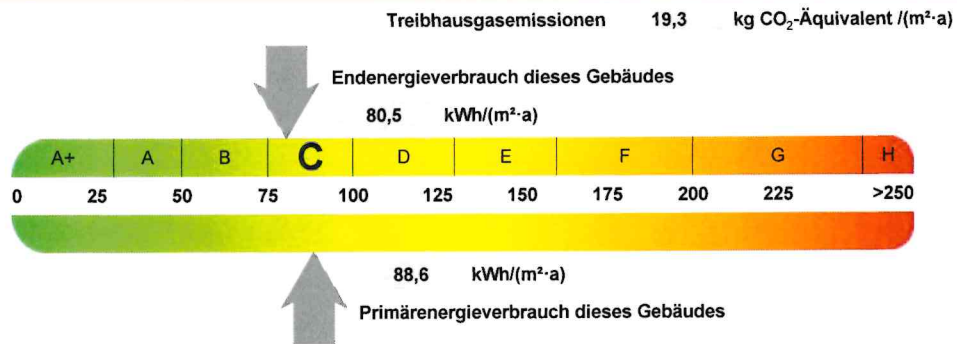 Treibhausgasemissionen 19,3 kg CO₂-Äquivalent /(m²·a)
Endenergieverbrauch dieses Gebäudes
80,5 kWh/(m²·a)
A+ A B C D E F G H
0 25 50 75 100 125 150 175 200 225 >250
88,6 kWh/(m²·a)
Primärenergieverbrauch dieses Gebäudes